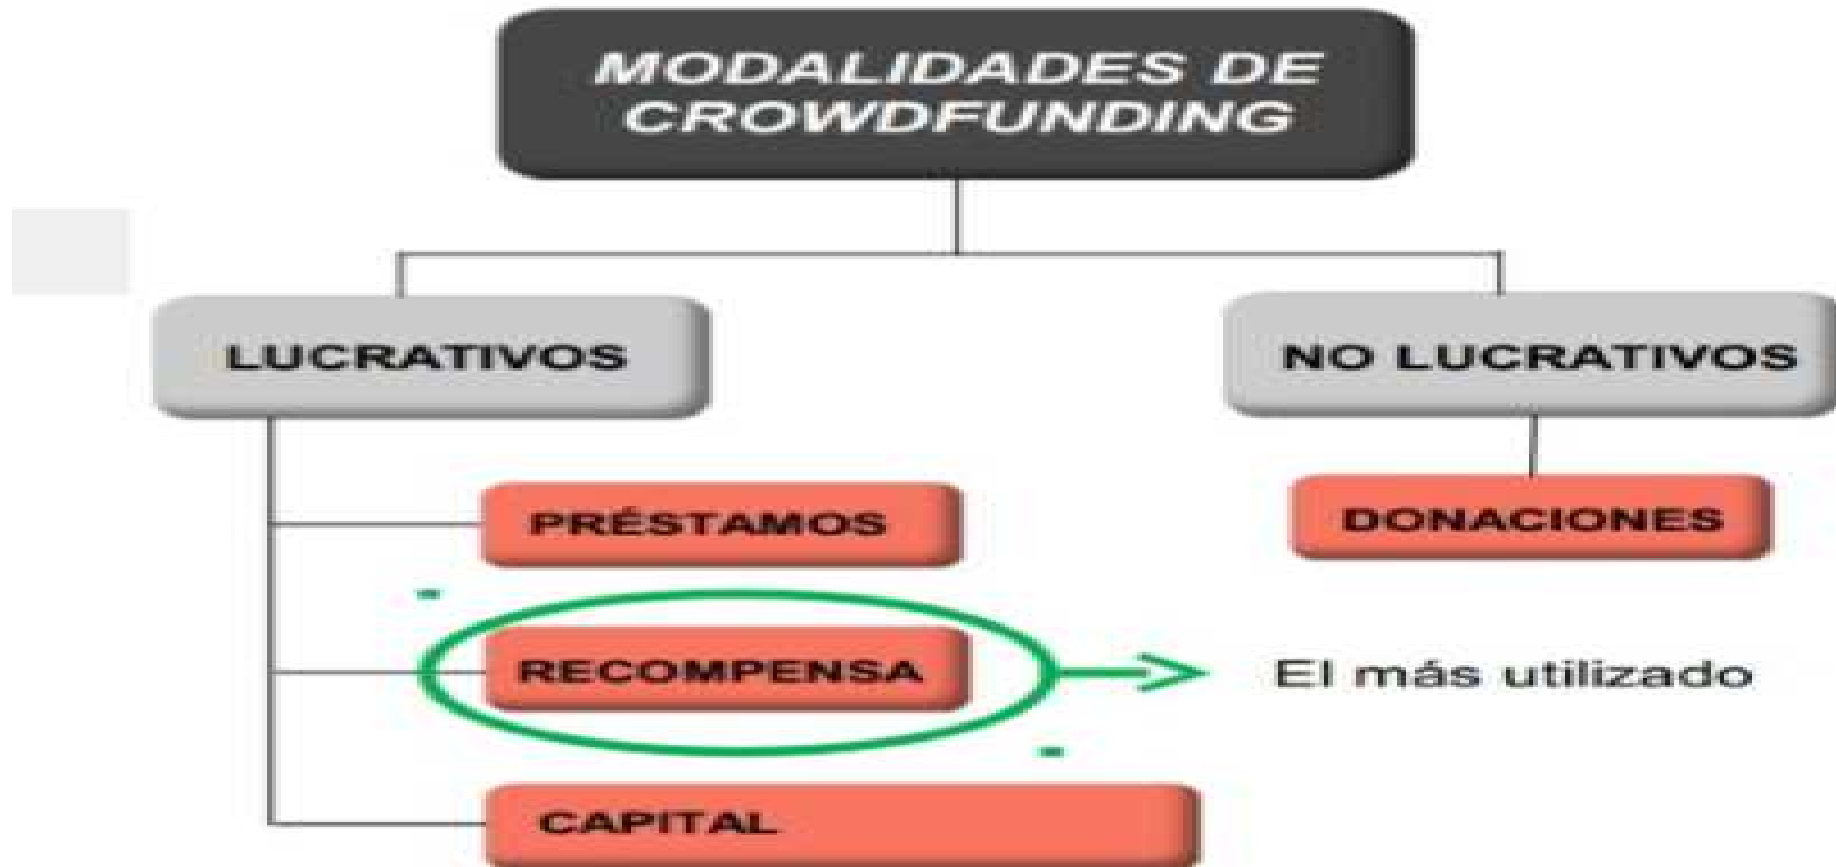 MODALIDADES DE
CROWDFUNDING
LUCRATIVOS
NO LUCRATIVOS
PRÉSTAMOS
DONACIONES
RECOMPENSA
El más utilizado
CAPITAL